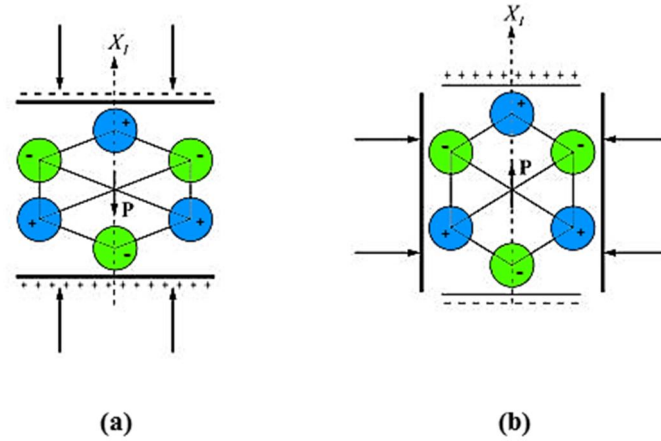 X₁ X₁
- - - - - - - - - - - - + + + + + + + + + +
+ +
- - - -
P P
+ + + +
- -
+ + + + + + + + + + + + + - - - - - - - - -
(a) (b)